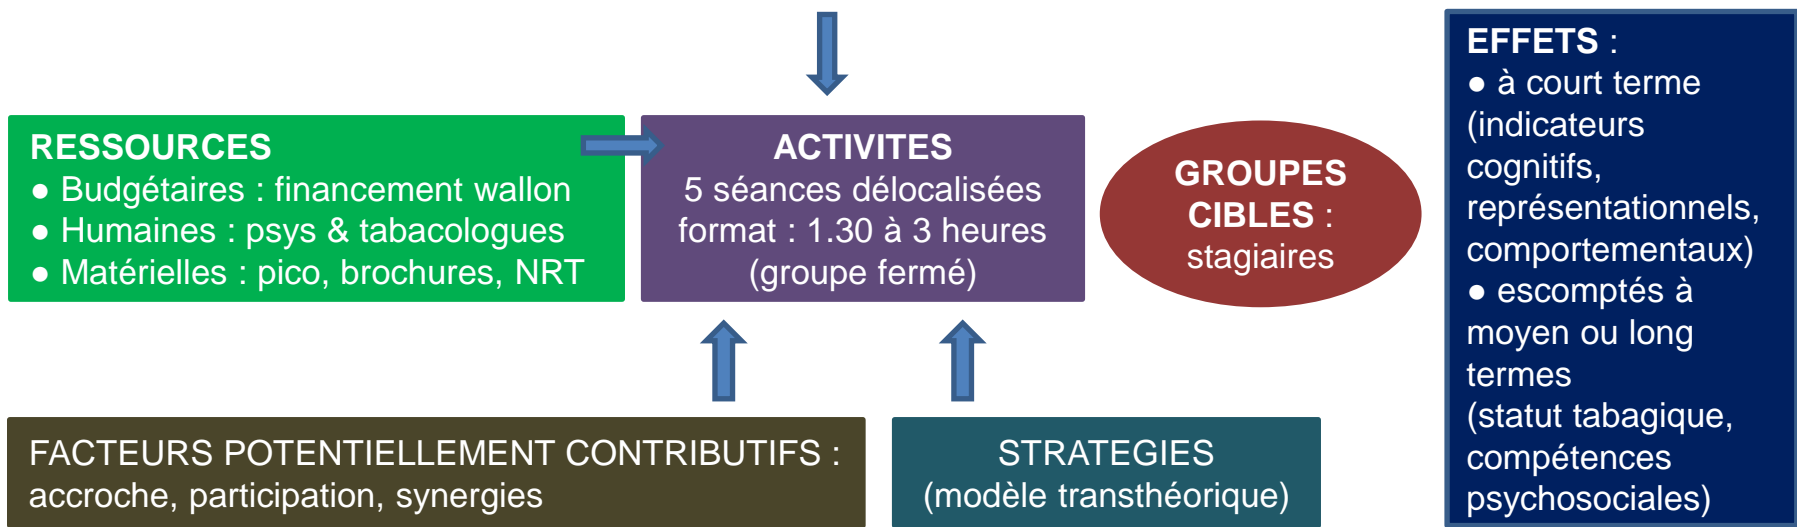 RESSOURCES
● Budgétaires : financement wallon
● Humaines : psys & tabacologues
● Matérielles : pico, brochures, NRT
ACTIVITES
5 séances délocalisées
format : 1.30 à 3 heures
(groupe fermé)
GROUPES
CIBLES :
stagiaires
EFFETS :
● à court terme
(indicateurs
cognitifs,
représentationnels,
comportementaux)
● escomptés à
moyen ou long
termes
(statut tabagique,
compétences
psychosociales)
FACTEURS POTENTIELLEMENT CONTRIBUTIFS :
accroche, participation, synergies
STRATEGIES
(modèle transthéorique)